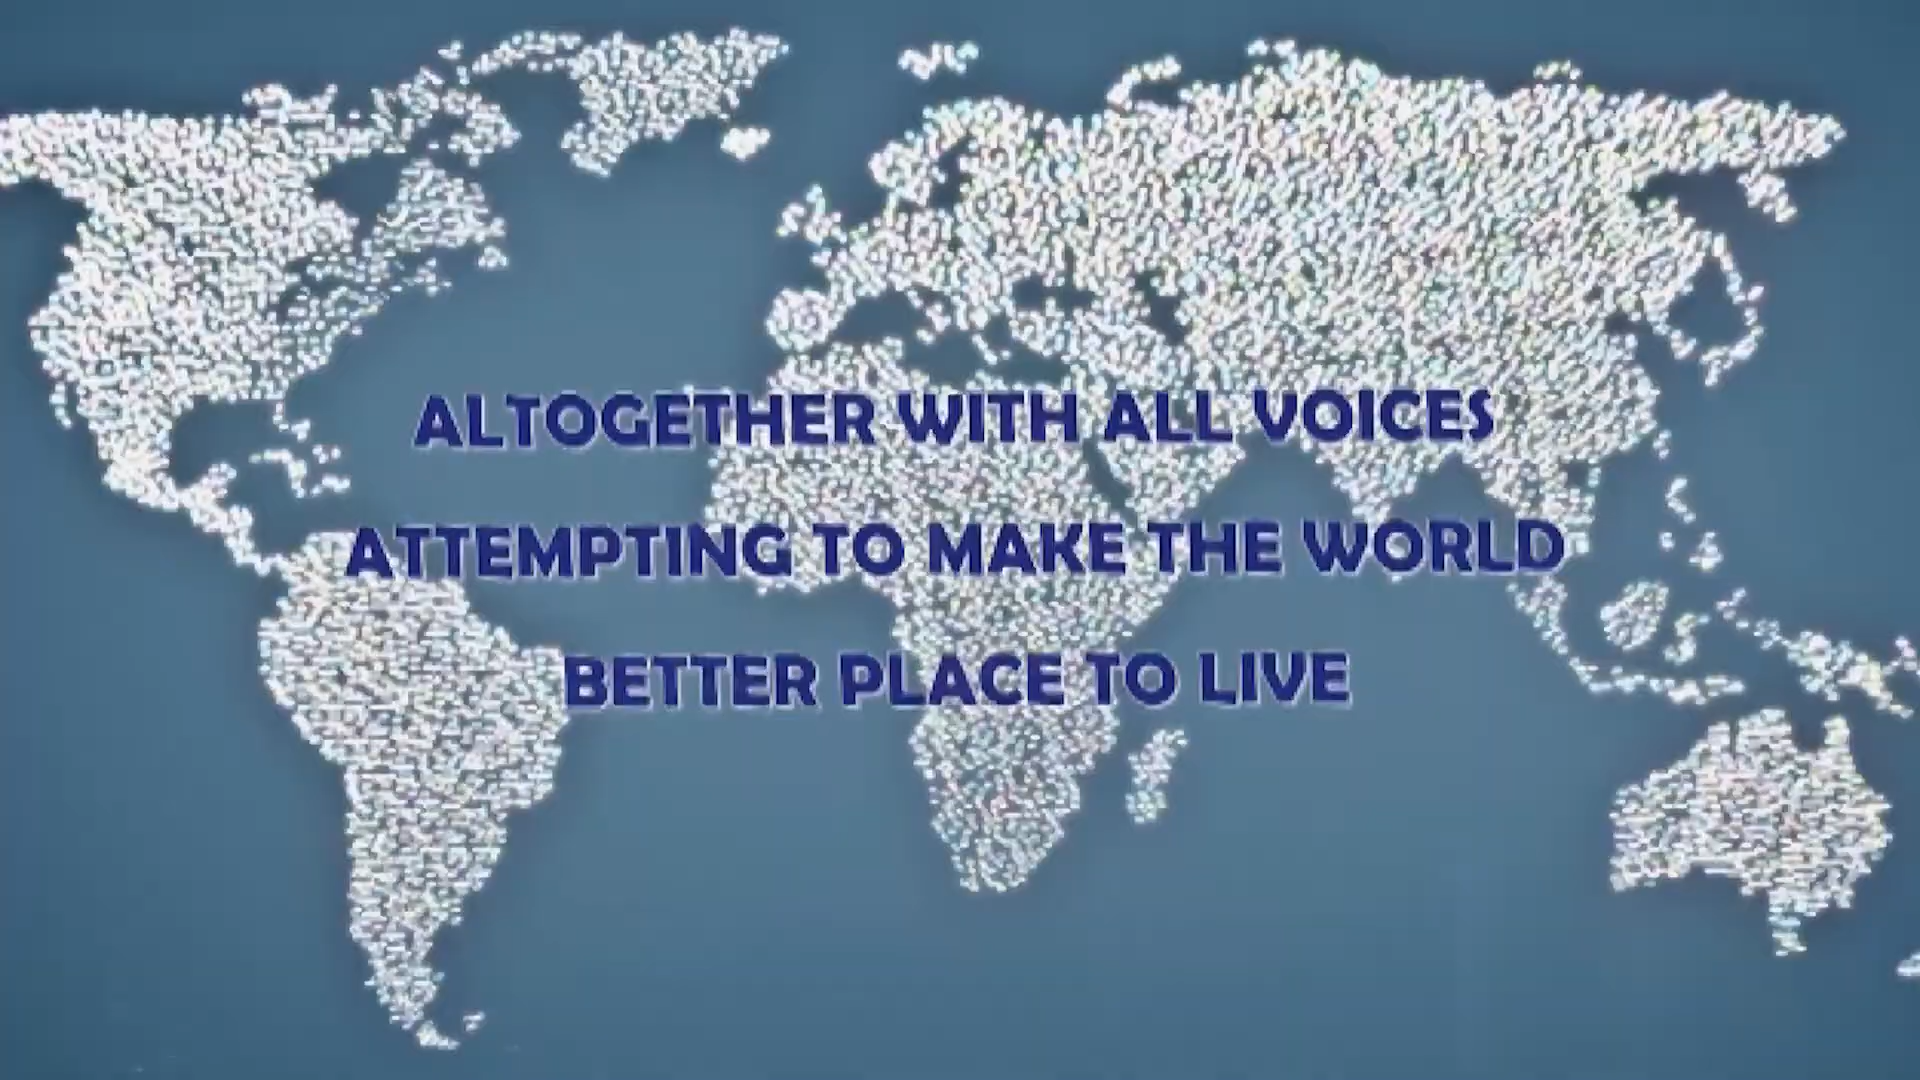 ALTOGETHER WITH ALL VOICES
ATTEMPTING TO MAKE THE WORLD
BETTER PLACE TO LIVE